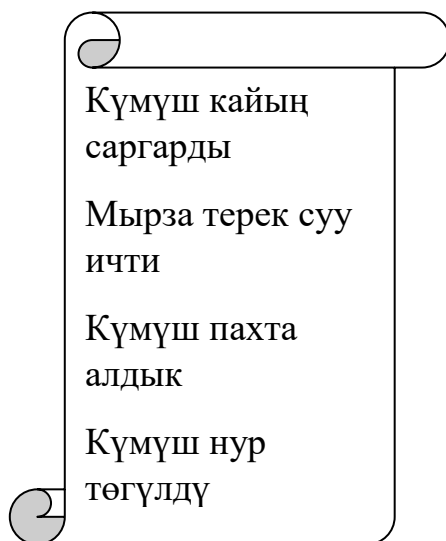 Күмүш кайың
саргарды
Мырза терек суу
ичти
Күмүш пахта
алдык
Күмүш нур
төгүлдү